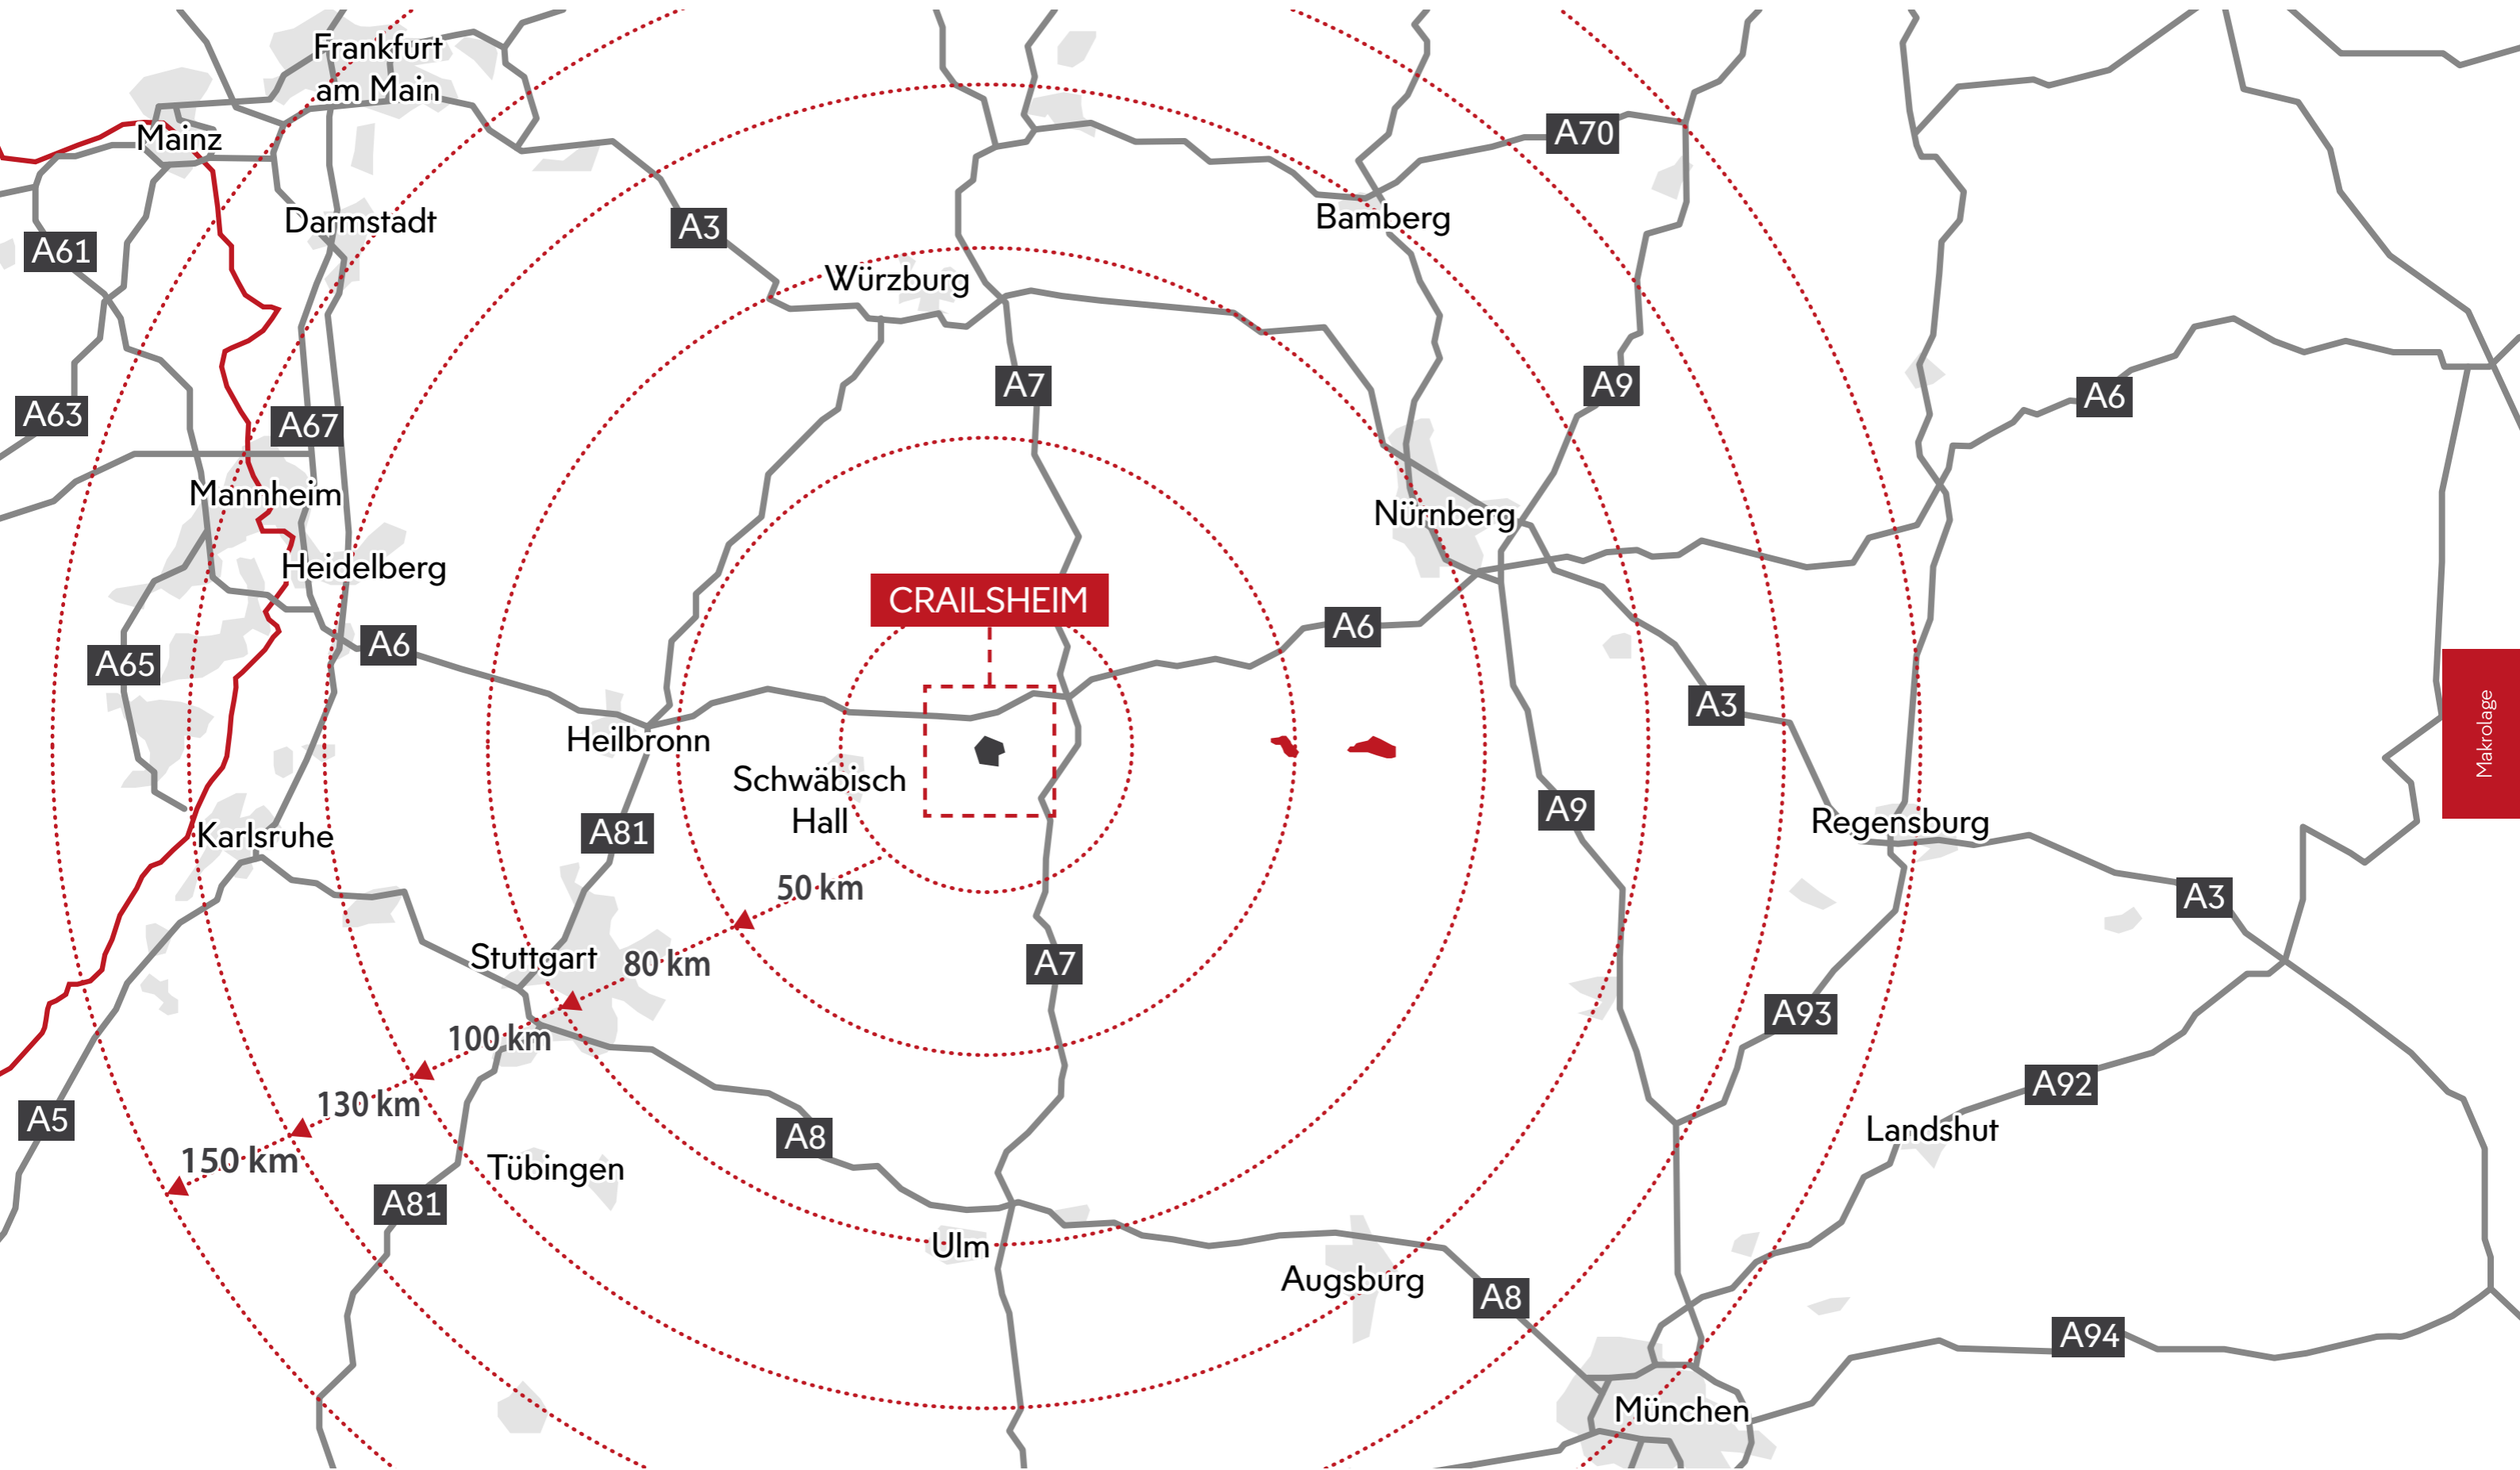 Frankfurt
am Main
Mainz
A70
Darmstadt
A3
Bamberg
A61
Würzburg
A7
A9
A6
A63
A67
Mannheim
Nürnberg
Heidelberg
CRAILSHEIM
A6
A6
A65
A3
Makrolage
Heilbronn
Schwäbisch
Hall
A9
Regensburg
A81
Karlsruhe
50 km
A3
Stuttgart
80 km
A7
A93
100 km
A92
130 km
A5
Landshut
A8
150 km
Tübingen
A81
Ulm
Augsburg
A8
A94
München